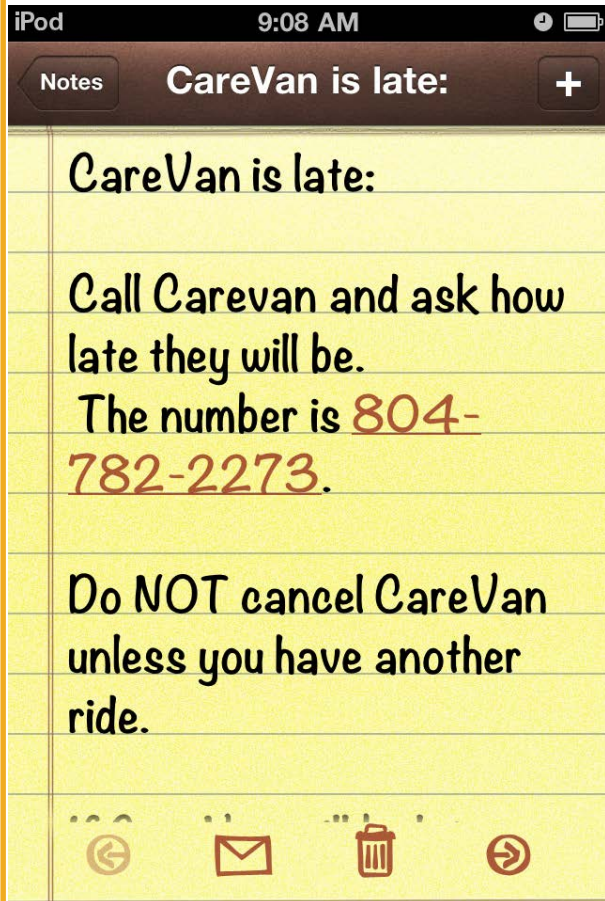 iPod 9:08 AM
Notes CareVan is late: +
CareVan is late:
Call Carevan and ask how
late they will be.
The number is 804-
782-2273.
Do NOT cancel CareVan
unless you have another
ride.